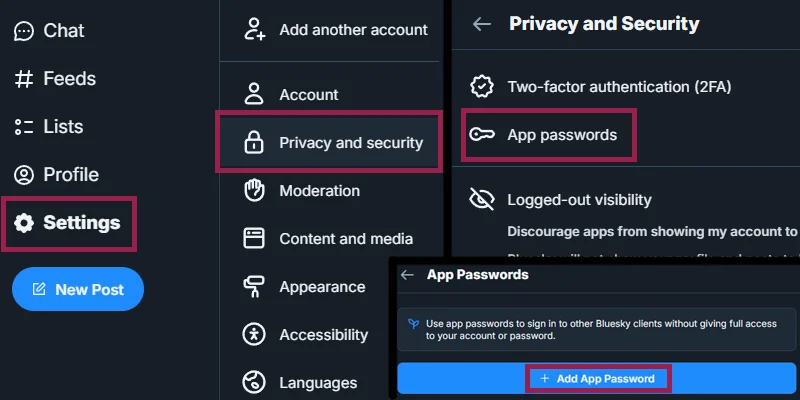 Chat
Feeds
Lists
Profile
Settings
New Post
Add another account
Account
Privacy and security
Moderation
Content and media
Appearance
Accessibility
Languages
Privacy and Security
Two-factor authentication (2FA)
App passwords
Logged-out visibility
Discourage apps from showing my account to
App Passwords
Use app passwords to sign in to other Bluesky clients without giving full access
to your account or password.
+ Add App Password